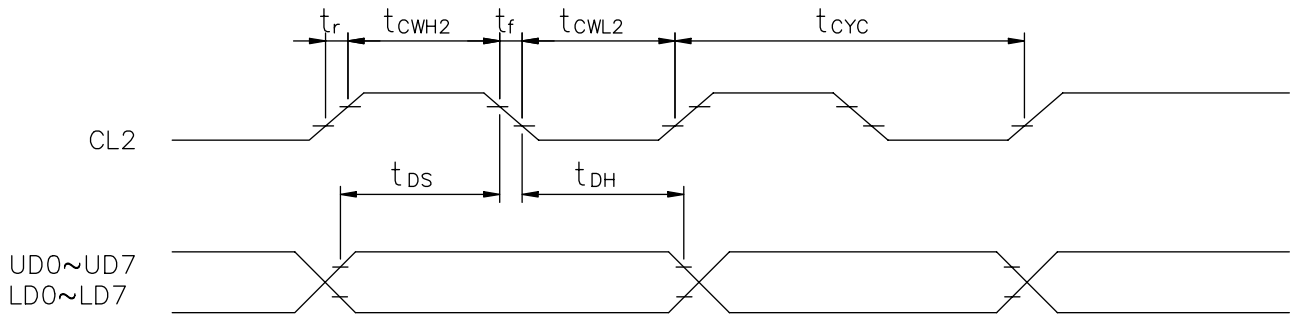 tr tCWH2 tf tCWL2 tCYC
CL2
tDS tDH
UD0~UD7
LD0~LD7